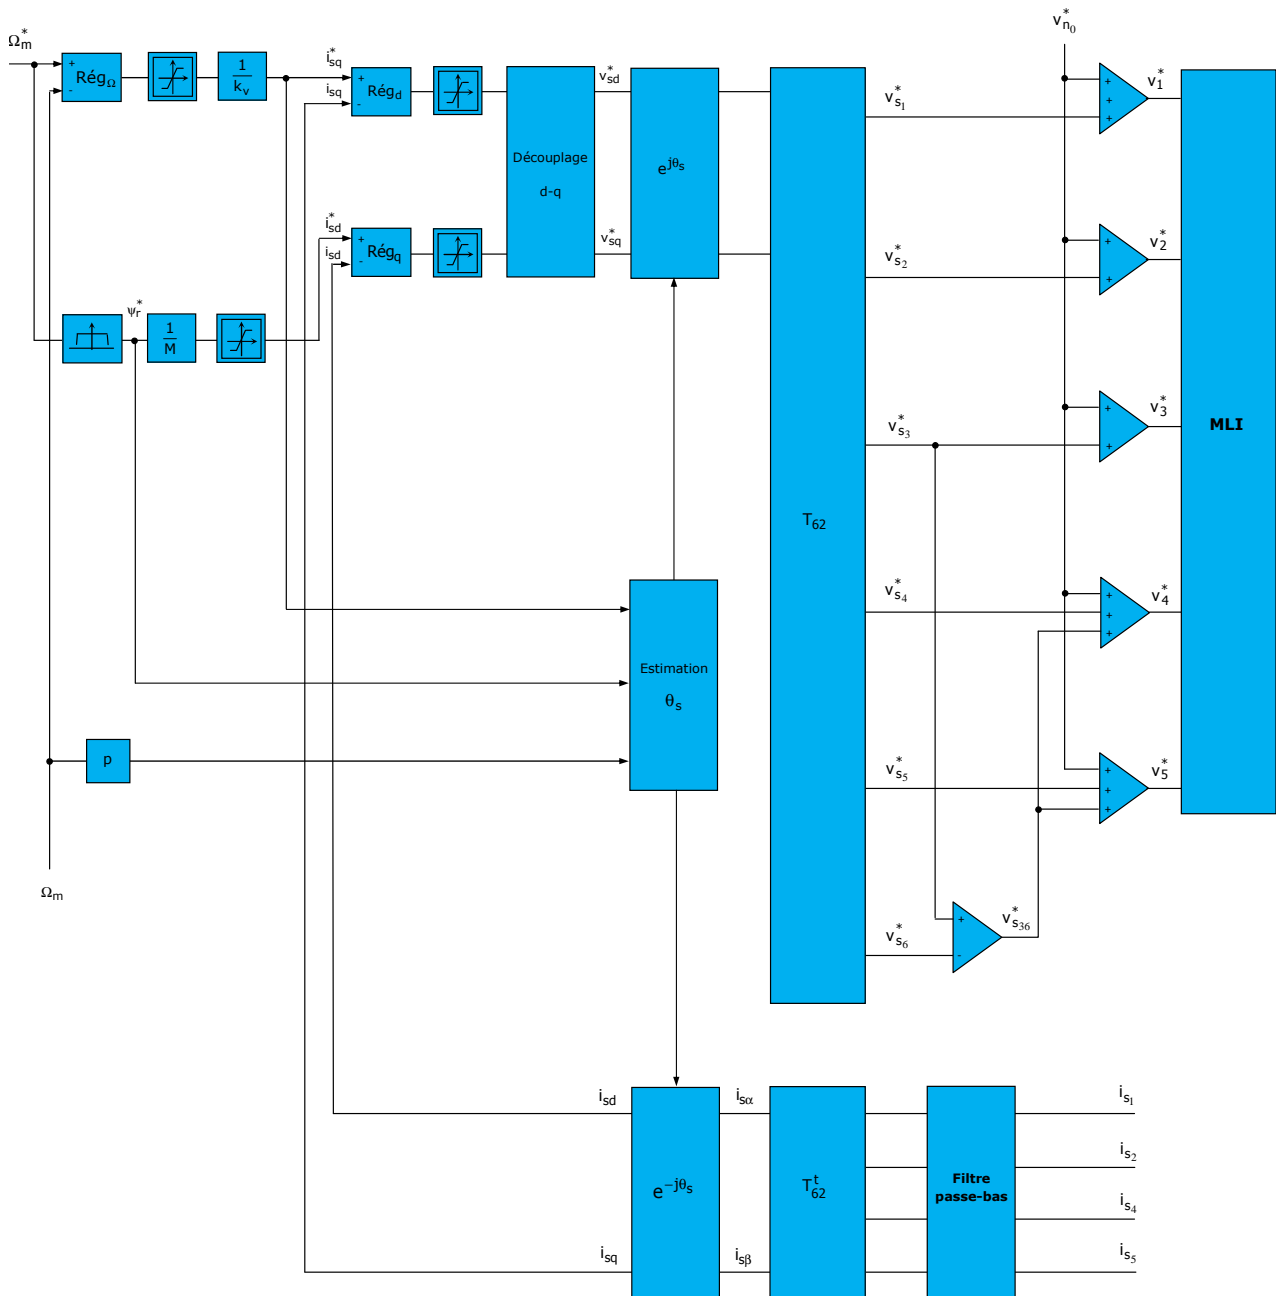 Ω*m
+
-
RégΩ
1
kv
i*sq
isq
+
-
Régd
v*sd
Découplage
d-q
e^jθs
v*sq
i*sd
isd
+
-
Régq
ψ*r
1
M
T62
v*n0
v*s1
+
+
+
v*1
v*s2
+
+
v*2
v*s3
+
+
v*3
MLI
v*s4
+
+
+
v*4
v*s5
+
+
+
v*5
v*s6
+
-
v*s36
Estimation
θs
p
Ωm
isd
isq
e^-jθs
isα
isβ
T^t62
Filtre
passe-bas
is1
is2
is4
is5